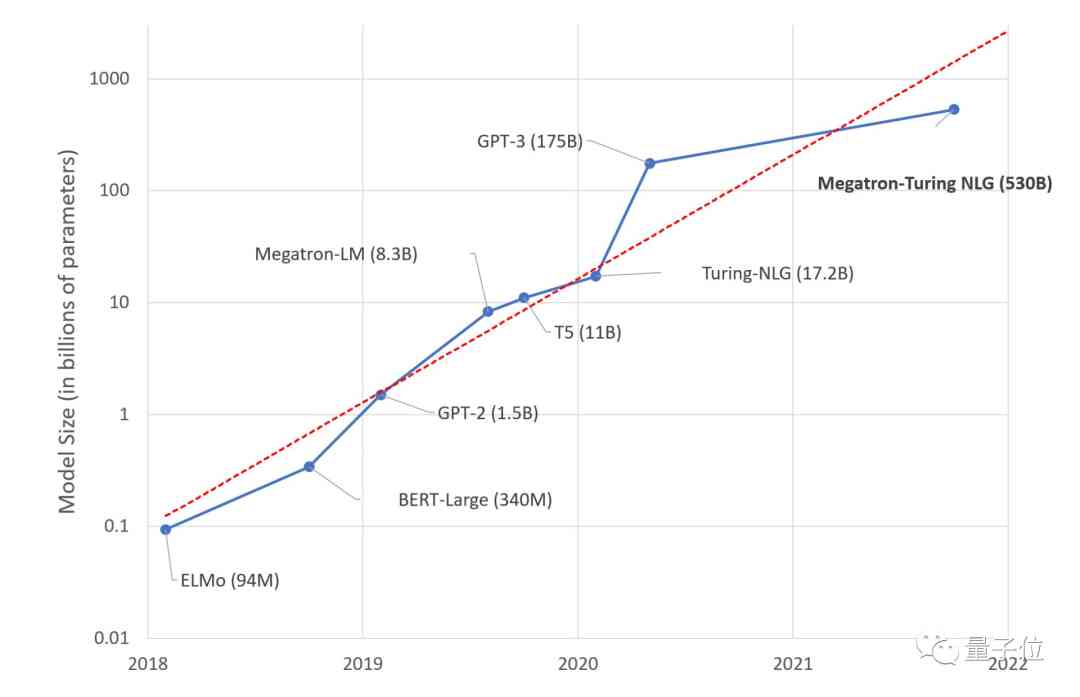 Model Size (in billions of parameters)
1000
100
10
1
0.1
0.01
GPT-3 (175B)
Megatron-Turing NLG (530B)
Megatron-LM (8.3B)
Turing-NLG (17.2B)
T5 (11B)
GPT-2 (1.5B)
BERT-Large (340M)
ELMo (94M)
量子位
2018
2019
2020
2021
2022